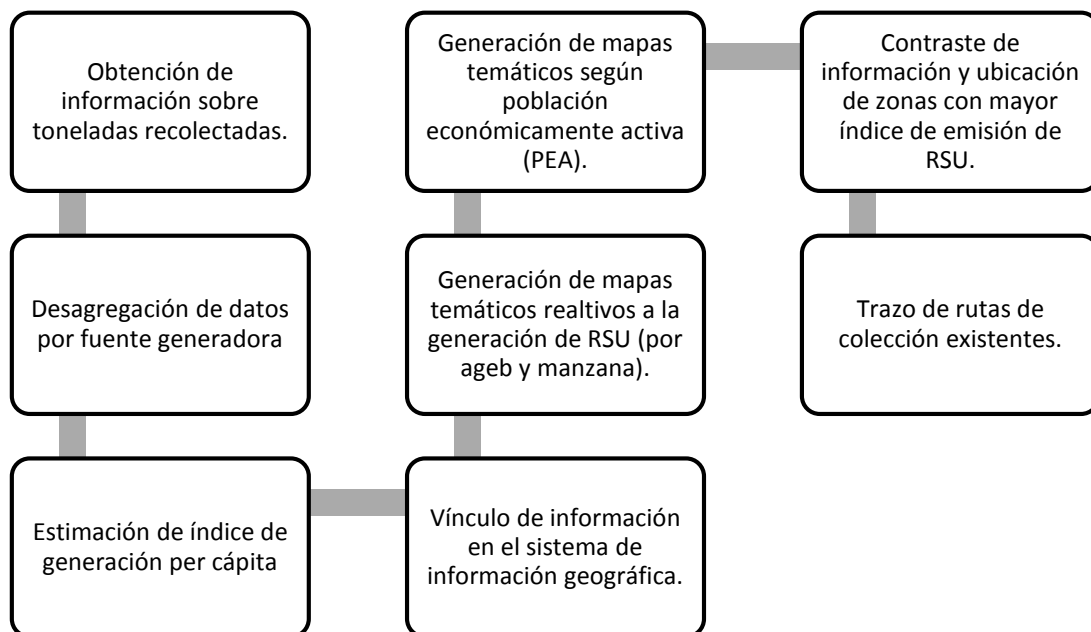 Obtención de
información sobre
toneladas recolectadas.
Desagregación de datos
por fuente generadora
Estimación de índice de
generación per cápita
Vínculo de información
en el sistema de
información geográfica.
Generación de mapas
temáticos realtivos a la
generación de RSU (por
ageb y manzana).
Generación de mapas
temáticos según
población
económicamente activa
(PEA).
Contraste de
información y ubicación
de zonas con mayor
índice de emisión de
RSU.
Trazo de rutas de
colección existentes.